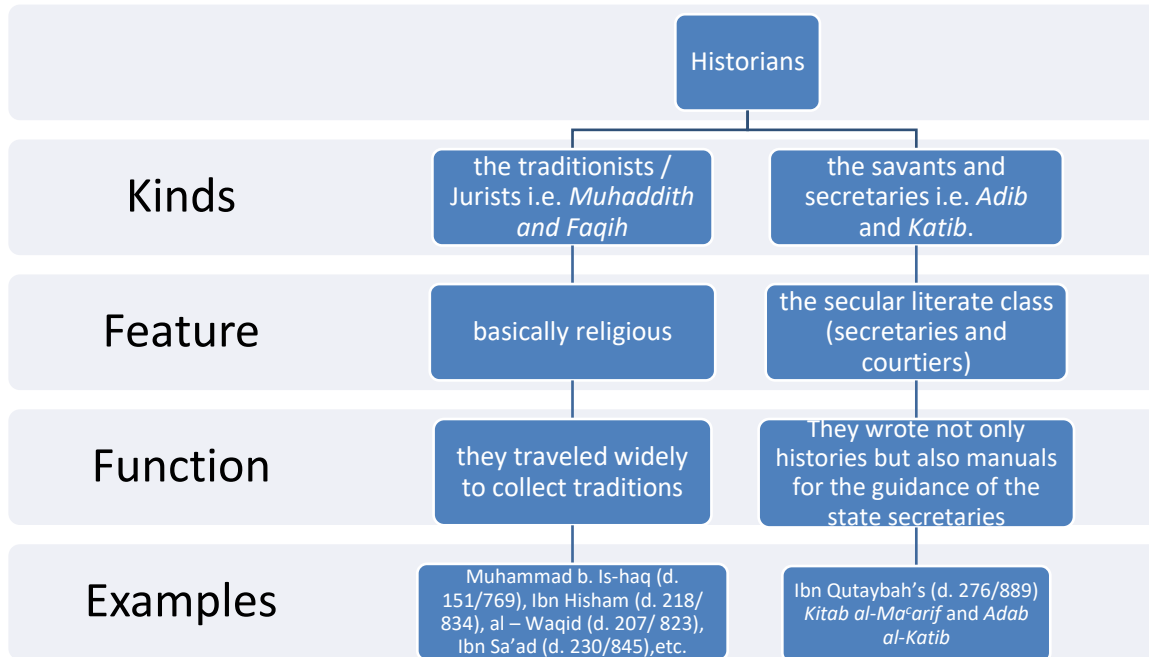 Historians
Kinds
the traditionists /
Jurists i.e. Muhaddith
and Faqih
the savants and
secretaries i.e. Adib
and Katib.
Feature
basically religious
the secular literate class
(secretaries and
courtiers)
Function
they traveled widely
to collect traditions
They wrote not only
histories but also manuals
for the guidance of the
state secretaries
Examples
Muhammad b. Is-haq (d.
151/769), Ibn Hisham (d. 218/
834), al – Waqid (d. 207/ 823),
Ibn Sa’ad (d. 230/845),etc.
Ibn Qutaybah’s (d. 276/889)
Kitab al-Maᶜarif and Adab
al-Katib